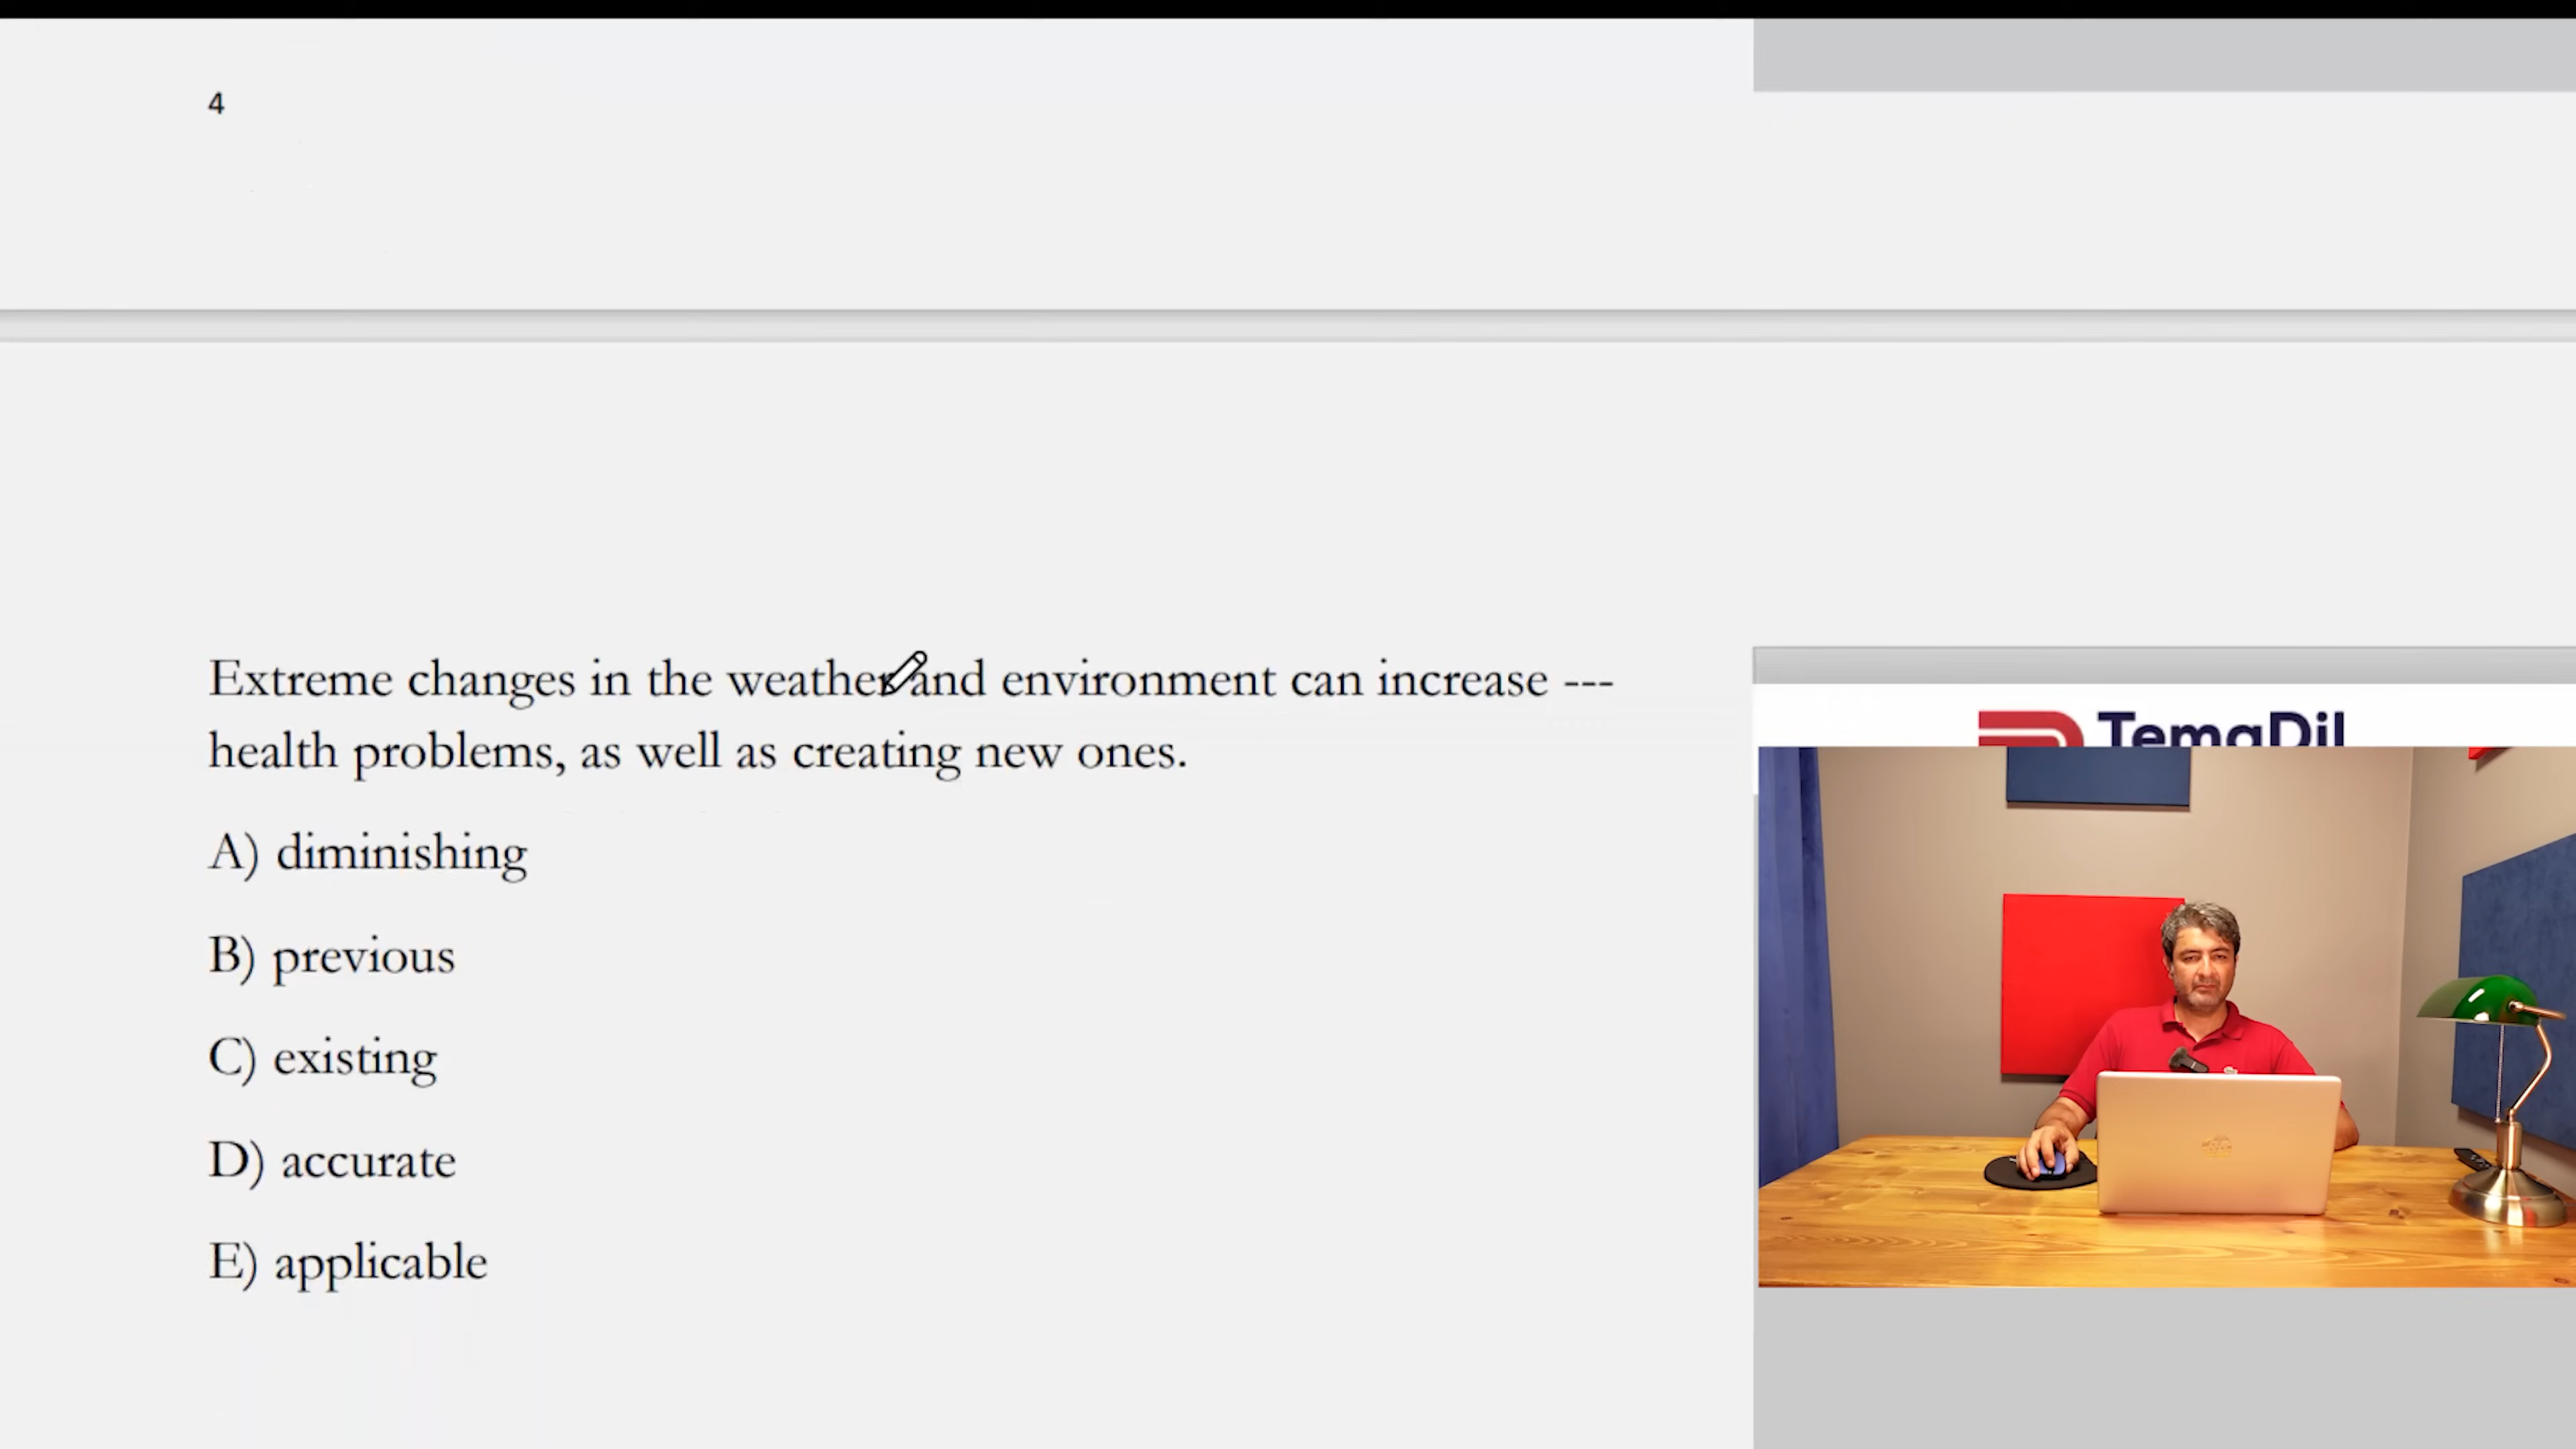 4
Extreme changes in the weather and environment can increase ---
health problems, as well as creating new ones.
TemaDil
A) diminishing
B) previous
C) existing
D) accurate
E) applicable